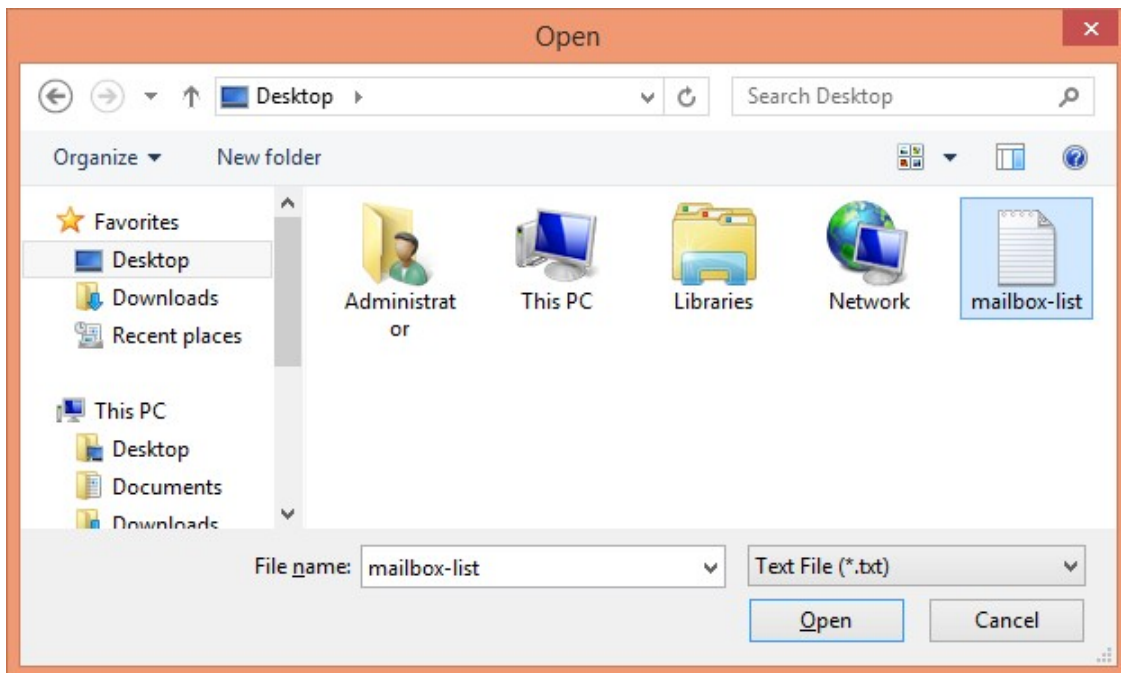 Open
Desktop
Search Desktop
Organize
New folder
Favorites
Desktop
Downloads
Recent places
This PC
Desktop
Documents
Downloads
Administrat
or
This PC
Libraries
Network
mailbox-list
File name: mailbox-list
Text File (*.txt)
Open
Cancel